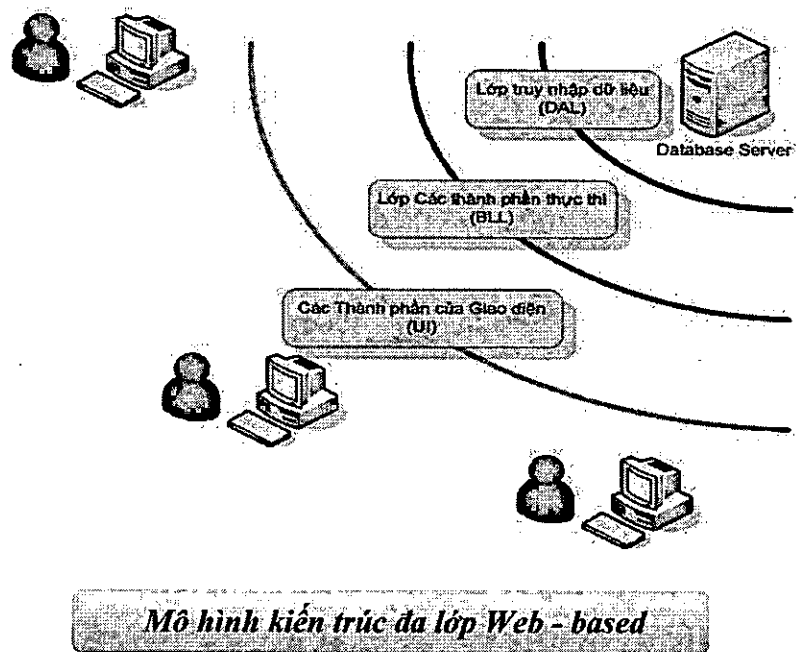 Lớp truy nhập dữ liệu
(DAL)
Database Server
Lớp Các thành phần thực thi
(BLL)
Các Thành phần của Giao diện
(UI)
Mô hình kiến trúc đa lớp Web - based